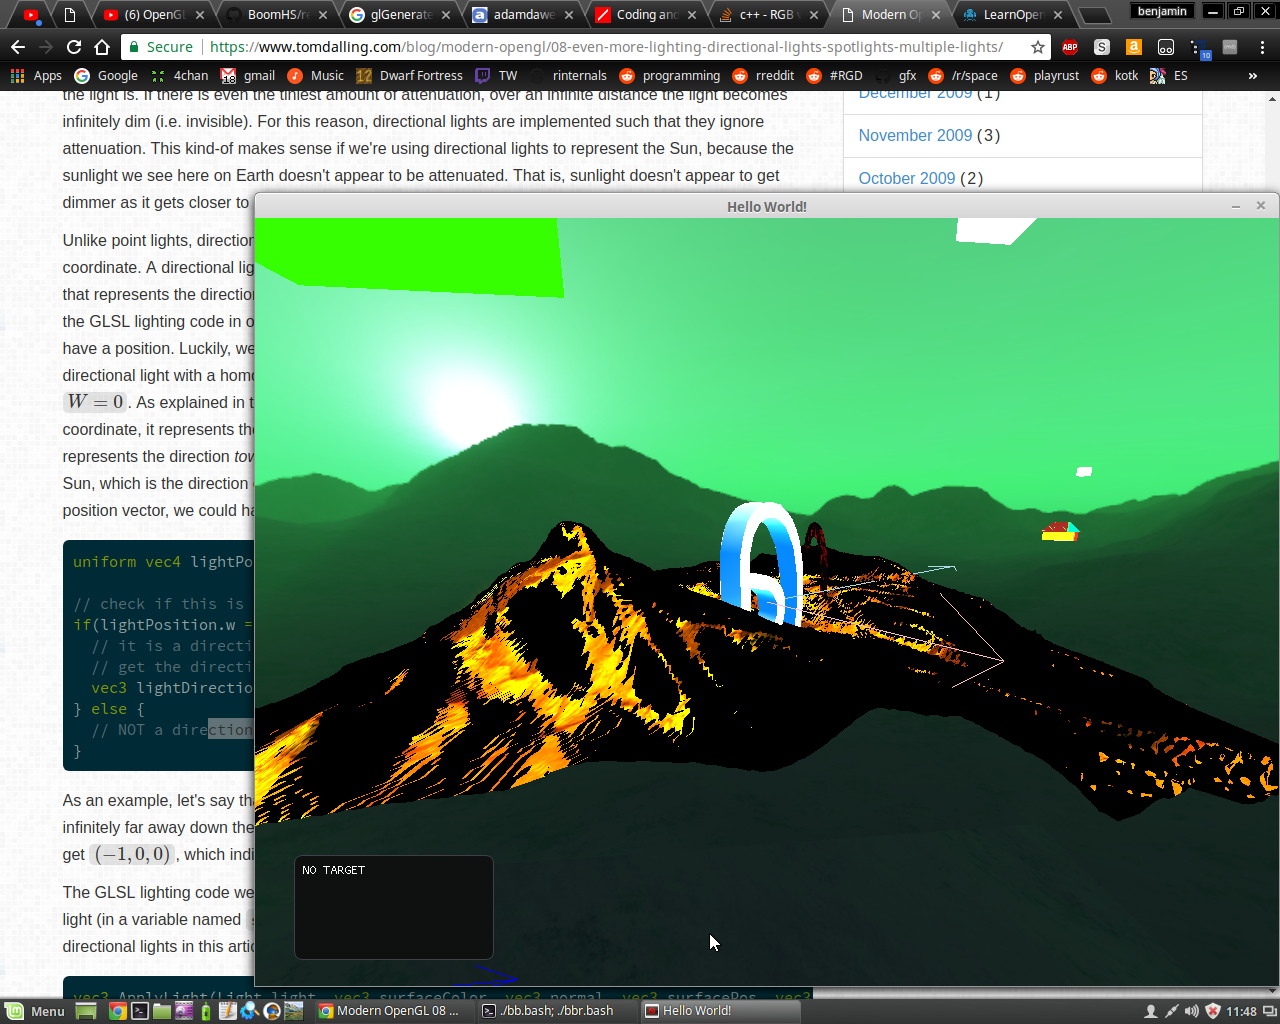 (6) OpenGL
BoomHS/re
glGenerate
adamdawe
Coding and
c++ - RGB v
Modern Op
LearnOpen
benjamin
Secure
https://www.tomdalling.com/blog/modern-opengl/08-even-more-lighting-directional-lights-spotlights-multiple-lights/
ABP
S
10
Apps
Google
4chan
18
gmail
Music
12
Dwarf Fortress
TW
rinternals
programming
rreddit
#RGD
gfx
/r/space
playrust
kotk
ES
»
the light is. If there is even the tiniest amount of attenuation, over an infinite distance the light becomes
infinitely dim (i.e. invisible). For this reason, directional lights are implemented such that they ignore
attenuation. This kind-of makes sense if we're using directional lights to represent the Sun, because the
sunlight we see here on Earth doesn't appear to be attenuated. That is, sunlight doesn't appear to get
dimmer as it gets closer to
December 2009 (1)
November 2009 (3)
October 2009 (2)
Hello World!
Unlike point lights, direction
coordinate. A directional lig
that represents the direction
the GLSL lighting code in o
have a position. Luckily, we
directional light with a homo
W = 0. As explained in t
coordinate, it represents the
represents the direction tow
Sun, which is the direction
position vector, we could ha
uniform vec4 lightPo
// check if this is
if(lightPosition.w =
// it is a directi
// get the directi
vec3 lightDirectio
} else {
// NOT a direction
}
As an example, let's say th
infinitely far away down the
get (−1, 0, 0), which indi
The GLSL lighting code we
light (in a variable named
directional lights in this artic
vec3 ApplyLight(Light light, vec3 surfaceColor, vec3 normal, vec3 surfacePos, vec3
NO TARGET
Menu
Modern OpenGL 08 ...
./bb.bash; ./bbr.bash
Hello World!
11:48